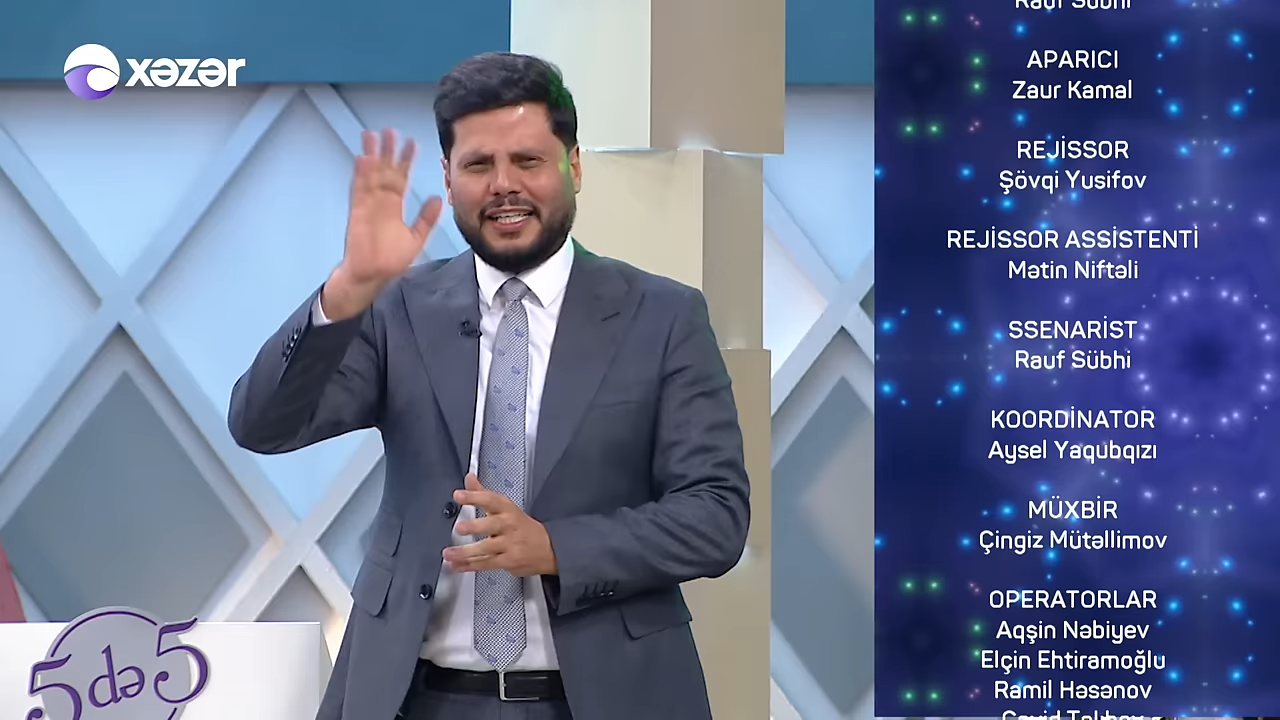 xəzər
5 də 5
Rauf Sübhi
APARICI
Zaur Kamal
REJİSSOR
Şövqi Yusifov
REJİSSOR ASSİSTENTİ
Mətin Niftəli
SSENARİST
Rauf Sübhi
KOORDİNATOR
Aysel Yaqubqızı
MÜXBİR
Çingiz Mütəllimov
OPERATORLAR
Aqşin Nəbiyev
Elçin Ehtiramoğlu
Ramil Həsənov